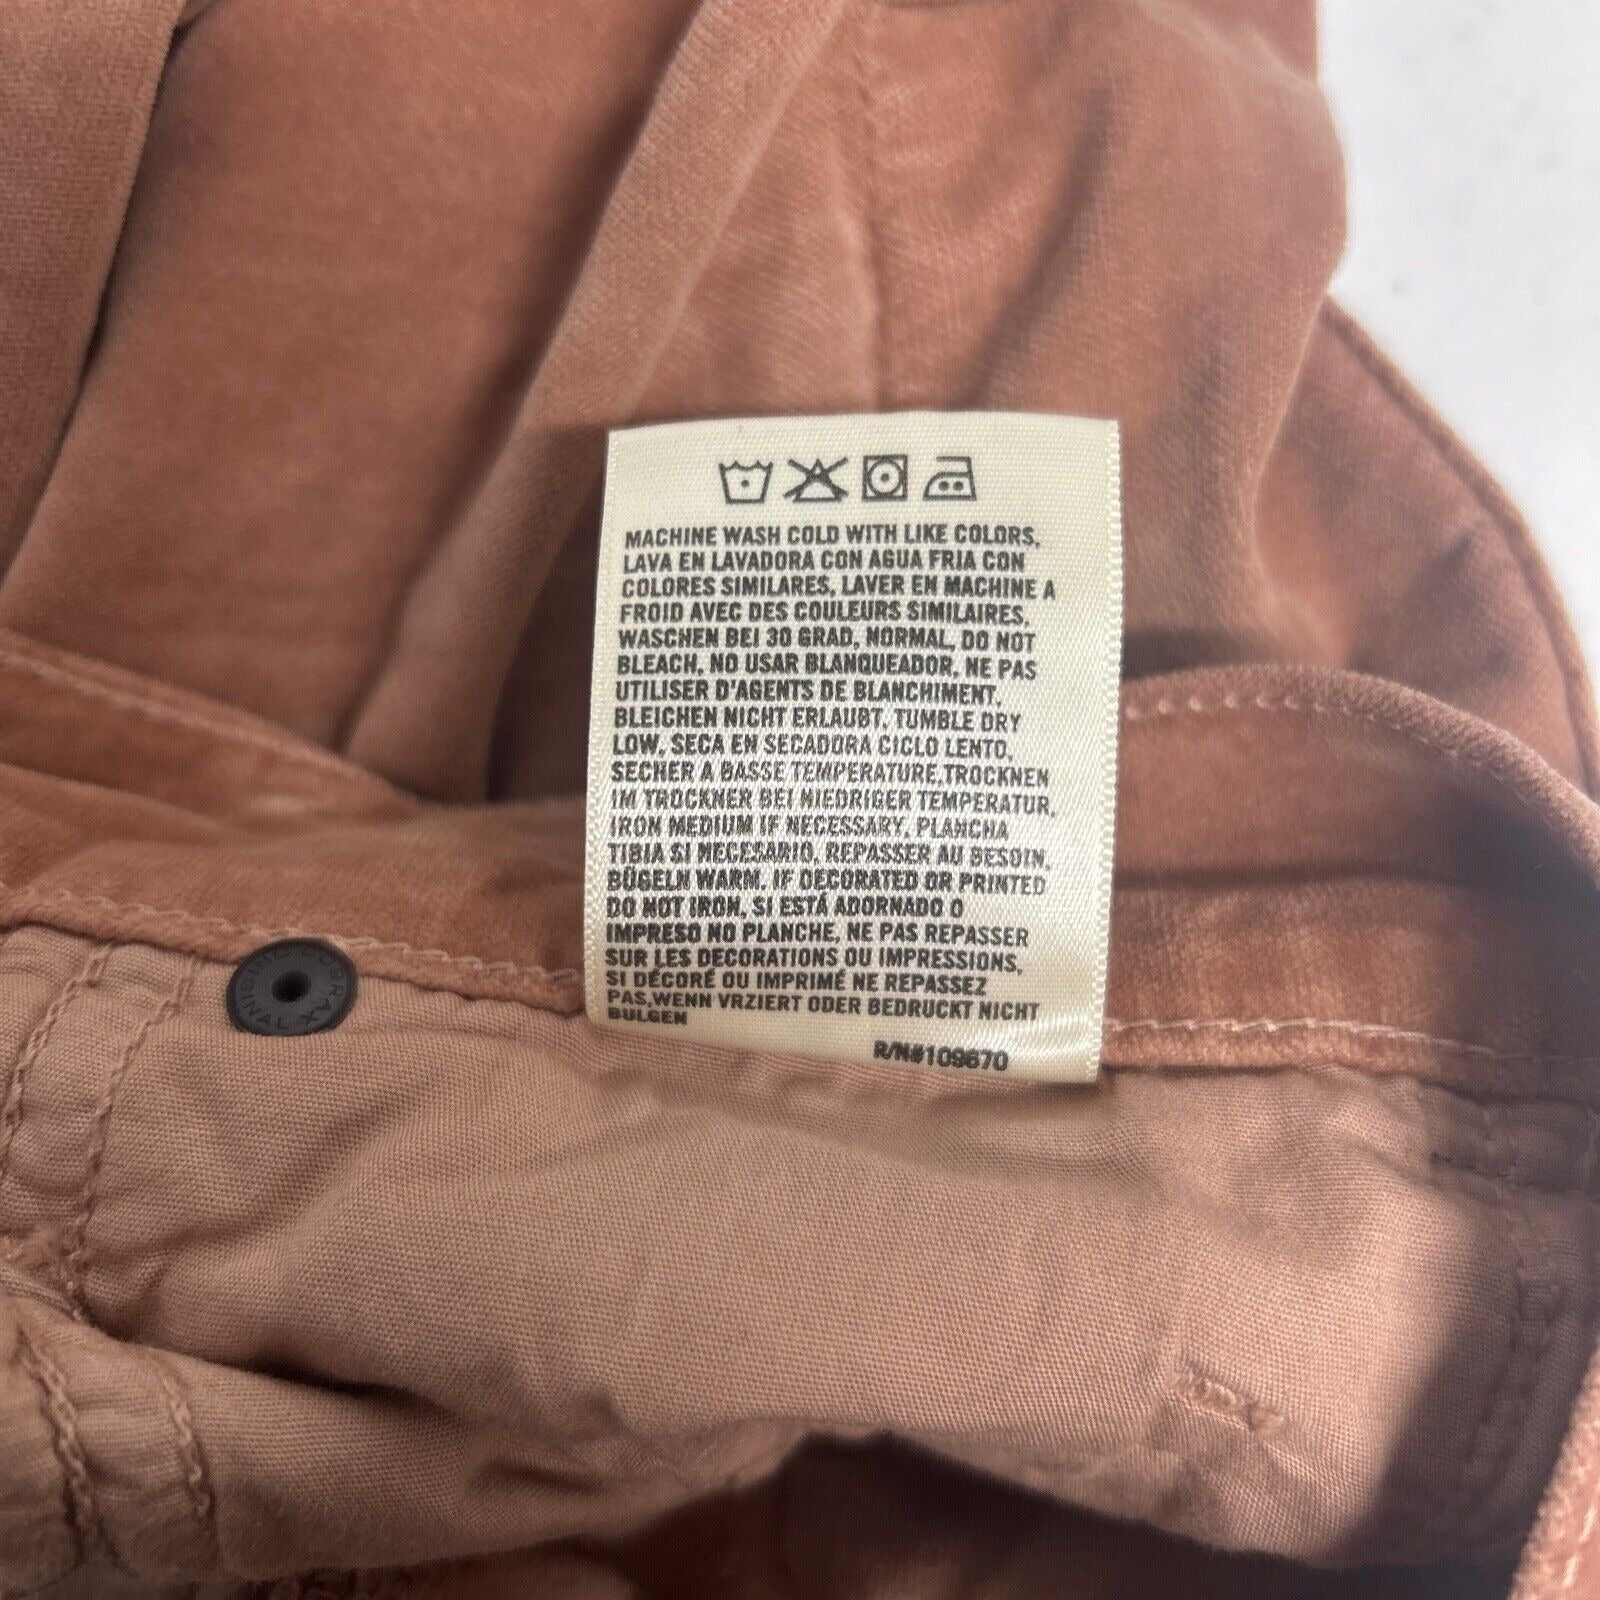 MACHINE WASH COLD WITH LIKE COLORS,
LAVA EN LAVADORA CON AGUA FRIA CON
COLORES SIMILARES, LAVER EN MACHINE A
FROID AVEC DES COULEURS SIMILAIRES,
WASCHEN BEI 30 GRAD, NORMAL, DO NOT
BLEACH, NO USAR BLANQUEADOR, NE PAS
UTILISER D'AGENTS DE BLANCHIMENT,
BLEICHEN NICHT ERLAUBT, TUMBLE DRY
LOW, SECA EN SECADORA CICLO LENTO,
SECHER A BASSE TEMPERATURE,TROCKNEN
IM TROCKNER BEI NIEDRIGER TEMPERATUR,
IRON MEDIUM IF NECESSARY, PLANCHA
TIBIA SI NECESARIO, REPASSER AU BESOIN,
BÜGELN WARM. IF DECORATED OR PRINTED
DO NOT IRON, SI ESTÁ ADORNADO O
IMPRESO NO PLANCHE, NE PAS REPASSER
SUR LES DECORATIONS OU IMPRESSIONS,
SI DÉCORÉ OU IMPRIMÉ NE REPASSEZ
PAS,WENN VRZIERT ODER BEDRUCKT NICHT
BULGEN
R/N#109670
COBRAX
ORIGINAL